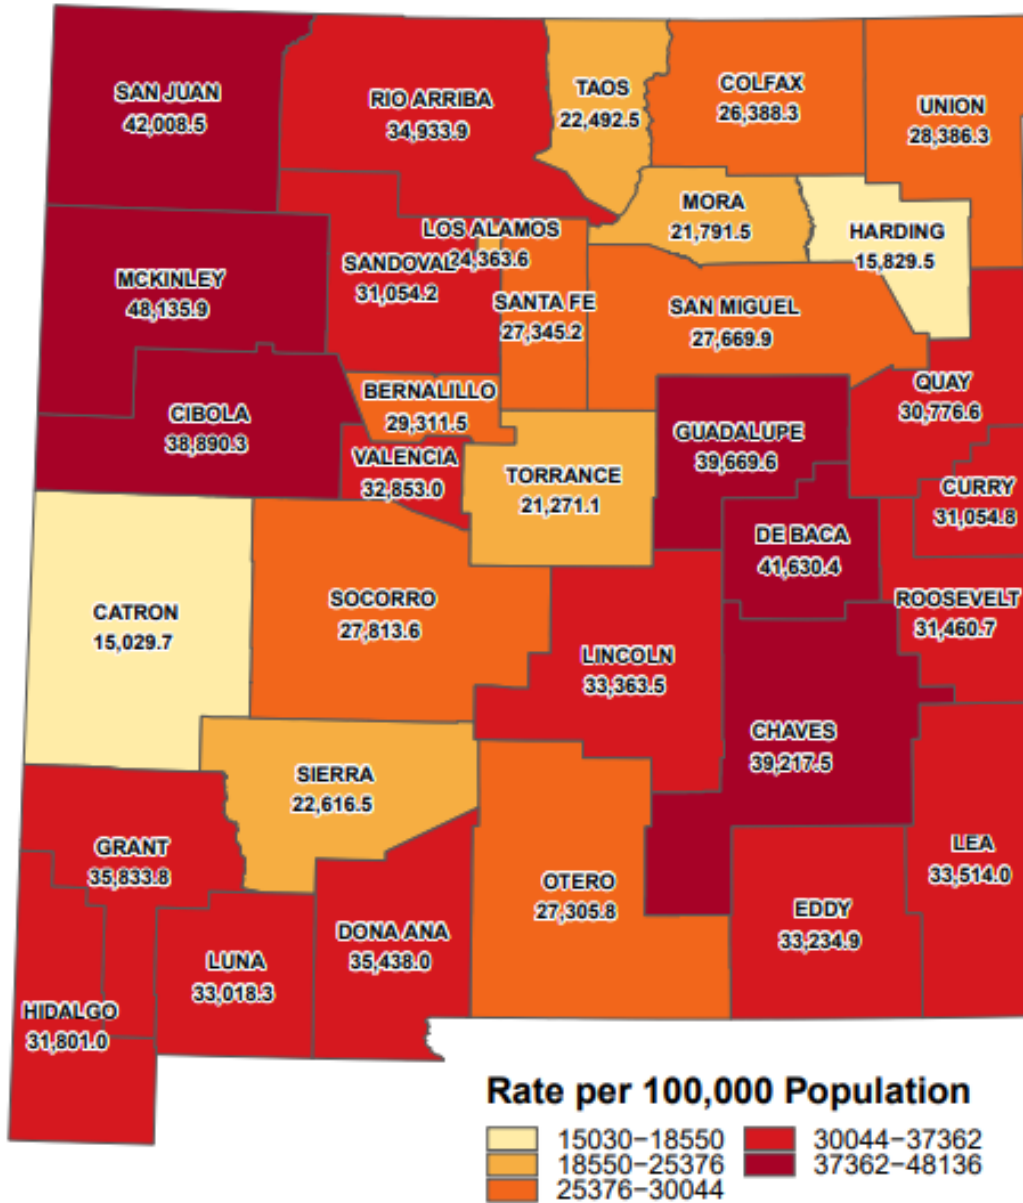 SAN JUAN
42,008.5
RIO ARRIBA
34,933.9
TAOS
22,492.5
COLFAX
26,388.3
UNION
28,386.3
MORA
21,791.5
HARDING
15,829.5
LOS ALAMOS
24,363.6
SANDOVAL
31,054.2
MCKINLEY
48,135.9
SANTA FE
27,345.2
SAN MIGUEL
27,669.9
BERNALILLO
29,311.5
QUAY
30,776.6
CIBOLA
38,890.3
GUADALUPE
39,669.6
VALENCIA
32,853.0
TORRANCE
21,271.1
CURRY
31,054.8
DE BACA
41,630.4
CATRON
15,029.7
SOCORRO
27,813.6
ROOSEVELT
31,460.7
LINCOLN
33,363.5
CHAVES
39,217.5
SIERRA
22,616.5
GRANT
35,833.8
LEA
33,514.0
OTERO
27,305.8
EDDY
33,234.9
DONA ANA
35,438.0
LUNA
33,018.3
HIDALGO
31,801.0
Rate per 100,000 Population
15030−18550
18550−25376
25376−30044
30044−37362
37362−48136